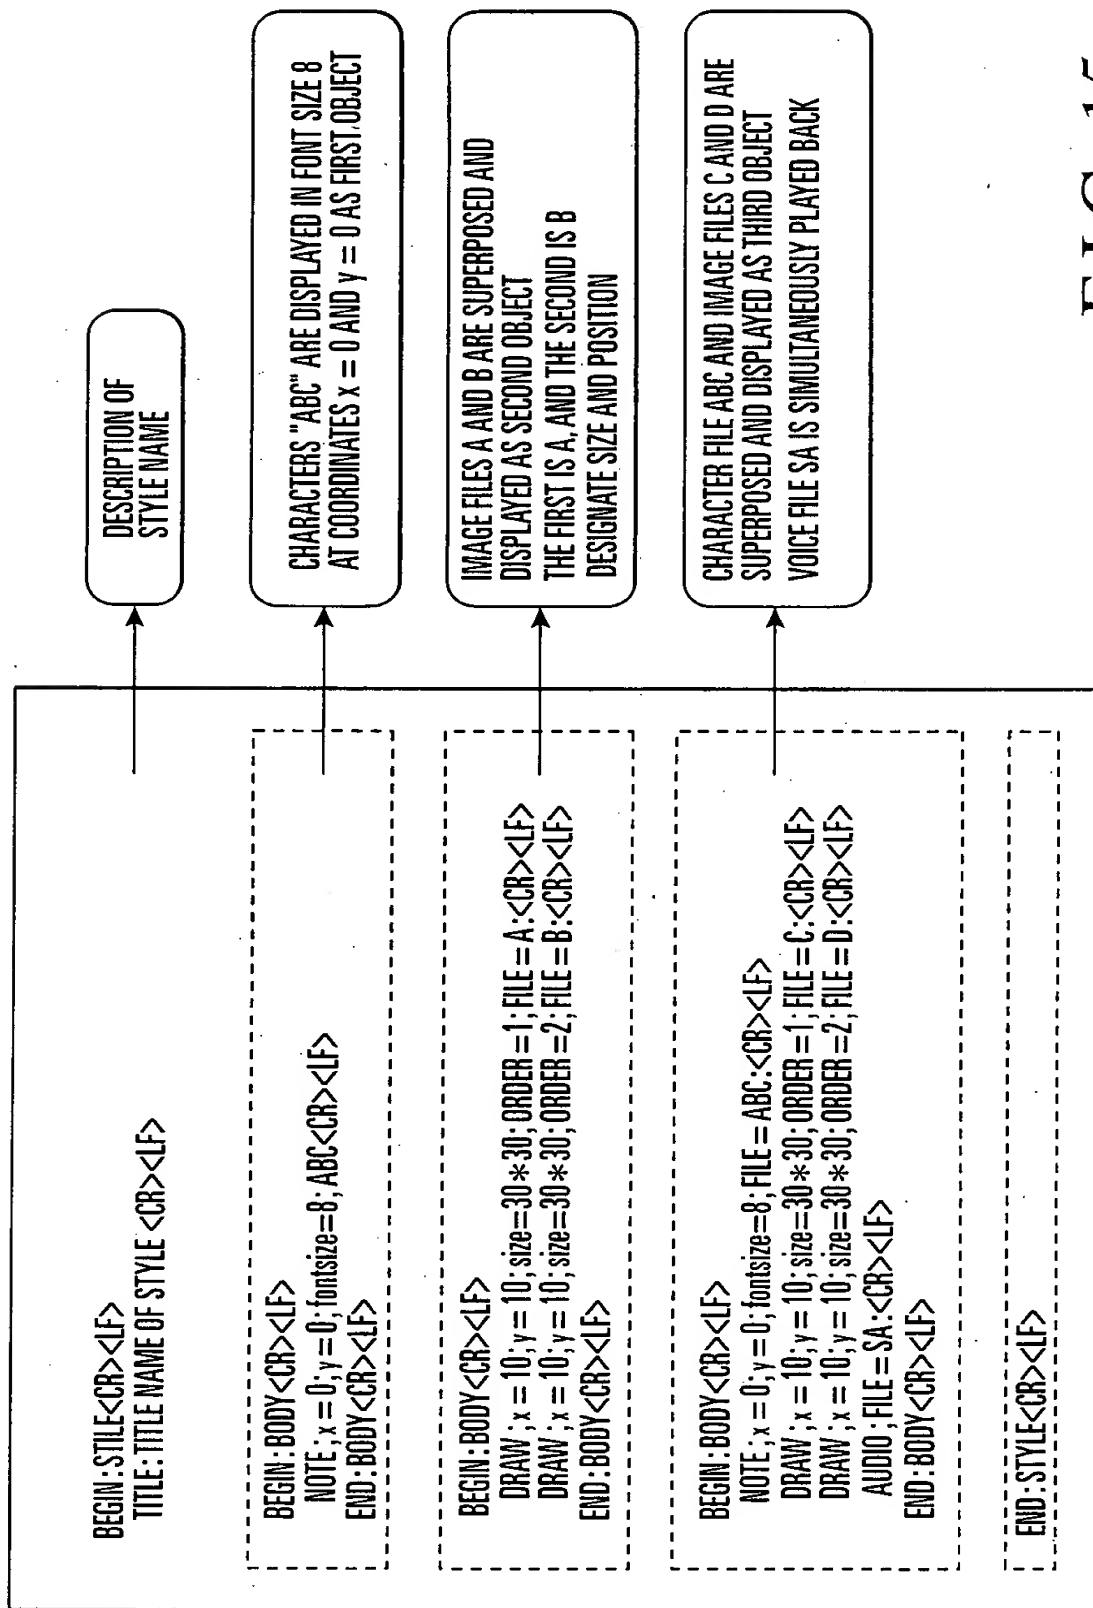 BEGIN:STILE<CR><LF>
TITLE: TITLE NAME OF STYLE <CR><LF>
DESCRIPTION OF
STYLE NAME
BEGIN:BODY<CR><LF>
NOTE;x=0;y=0;fontsize=8;ABC<CR><LF>
END:BODY<CR><LF>
CHARACTERS "ABC" ARE DISPLAYED IN FONT SIZE 8
AT COORDINATES x = 0 AND y = 0 AS FIRST OBJECT
BEGIN:BODY<CR><LF>
DRAW;x=10;y=10;size=30*30;ORDER=1;FILE=A:<CR><LF>
DRAW;x=10;y=10;size=30*30;ORDER=2;FILE=B:<CR><LF>
END:BODY<CR><LF>
IMAGE FILES A AND B ARE SUPERPOSED AND
DISPLAYED AS SECOND OBJECT
THE FIRST IS A, AND THE SECOND IS B
DESIGNATE SIZE AND POSITION
BEGIN:BODY<CR><LF>
NOTE;x=0;y=0;fontsize=8;FILE=ABC:<CR><LF>
DRAW;x=10;y=10;size=30*30;ORDER=1;FILE=C:<CR><LF>
DRAW;x=10;y=10;size=30*30;ORDER=2;FILE=D:<CR><LF>
AUDIO;FILE=SA:<CR><LF>
END:BODY<CR><LF>
CHARACTER FILE ABC AND IMAGE FILES C AND D ARE
SUPERPOSED AND DISPLAYED AS THIRD OBJECT
VOICE FILE SA IS SIMULTANEOUSLY PLAYED BACK
END:STYLE<CR><LF>